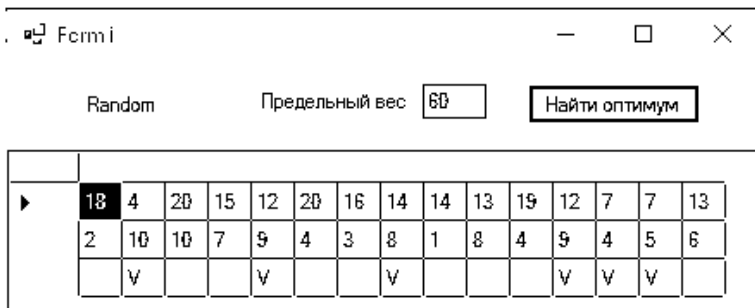 Form1
Random Предельный вес 60 Найти оптимум
18 4 20 15 12 20 16 14 14 13 19 12 7 7 13
2 10 10 7 9 4 3 8 1 8 4 9 4 5 6
V V V V V V